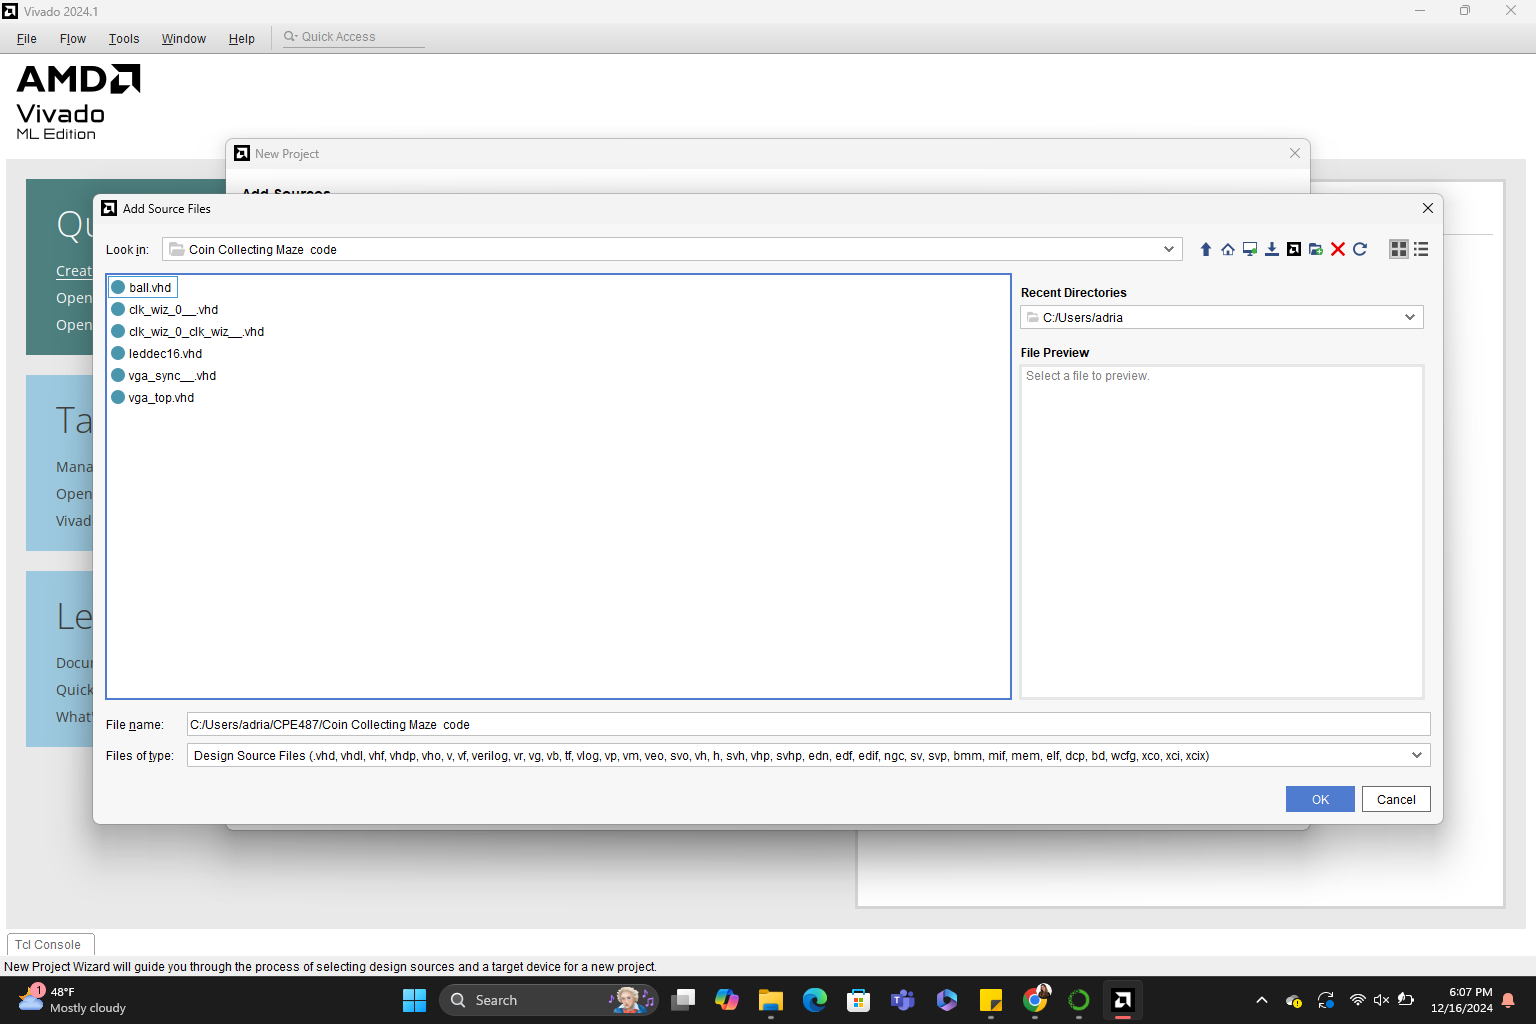 Vivado 2024.1
File Flow Tools Window Help Quick Access
AMD
Vivado
ML Edition
New Project
Add Sources
Add Source Files
Look in: Coin Collecting Maze  code
ball.vhd
clk_wiz_0__.vhd
clk_wiz_0_clk_wiz__.vhd
leddec16.vhd
vga_sync__.vhd
vga_top.vhd
Recent Directories
C:/Users/adria
File Preview
Select a file to preview.
File name: C:/Users/adria/CPE487/Coin Collecting Maze  code
Files of type: Design Source Files (.vhd, vhdl, vhf, vhdp, vho, v, vf, verilog, vr, vg, vb, tf, vlog, vp, vm, veo, svo, vh, h, svh, vhp, svhp, edn, edf, edif, ngc, sv, svp, bmm, mif, mem, elf, dcp, bd, wcfg, xco, xci, xcix)
OK Cancel
Qu
Creat
Open
Open
Ta
Mana
Open
Vivad
Le
Docu
Quick
What'
Tcl Console
New Project Wizard will guide you through the process of selecting design sources and a target device for a new project.
1
48°F
Mostly cloudy
Search
6:07 PM
12/16/2024